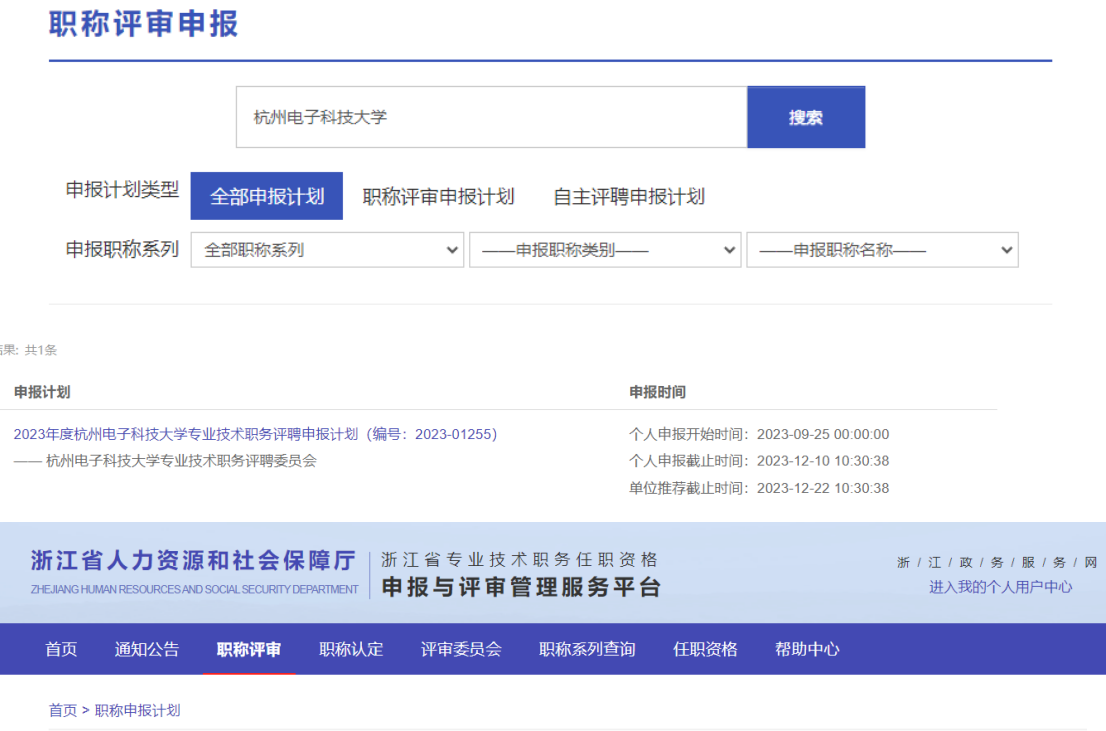 职称评审申报
杭州电子科技大学
搜索
申报计划类型 全部申报计划 职称评审申报计划 自主评聘申报计划
申报职称系列 全部职称系列 ——申报职称类别—— ——申报职称名称——
果: 共1条
申报计划 申报时间
2023年度杭州电子科技大学专业技术职务评聘申报计划（编号：2023-01255） 个人申报开始时间：2023-09-25 00:00:00
—— 杭州电子科技大学专业技术职务评聘委员会 个人申报截止时间：2023-12-10 10:30:38
单位推荐截止时间：2023-12-22 10:30:38
浙江省人力资源和社会保障厅 浙江省专业技术职务任职资格 浙 / 江 / 政 / 务 / 服 / 务 / 网
ZHEJIANG HUMAN RESOURCES AND SOCIAL SECURITY DEPARTMENT 申报与评审管理服务平台 进入我的个人用户中心
首页 通知公告 职称评审 职称认定 评审委员会 职称系列查询 任职资格 帮助中心
首页 > 职称申报计划